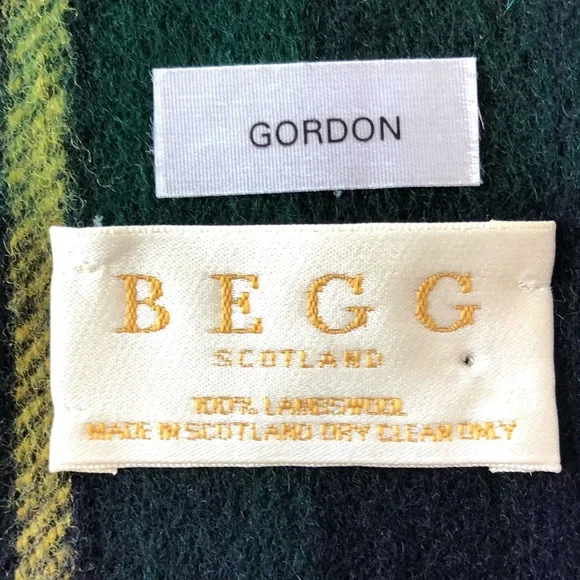 GORDON
BEGG
SCOTLAND
100% LAMBSWOOL
MADE IN SCOTLAND DRY CLEAN ONLY